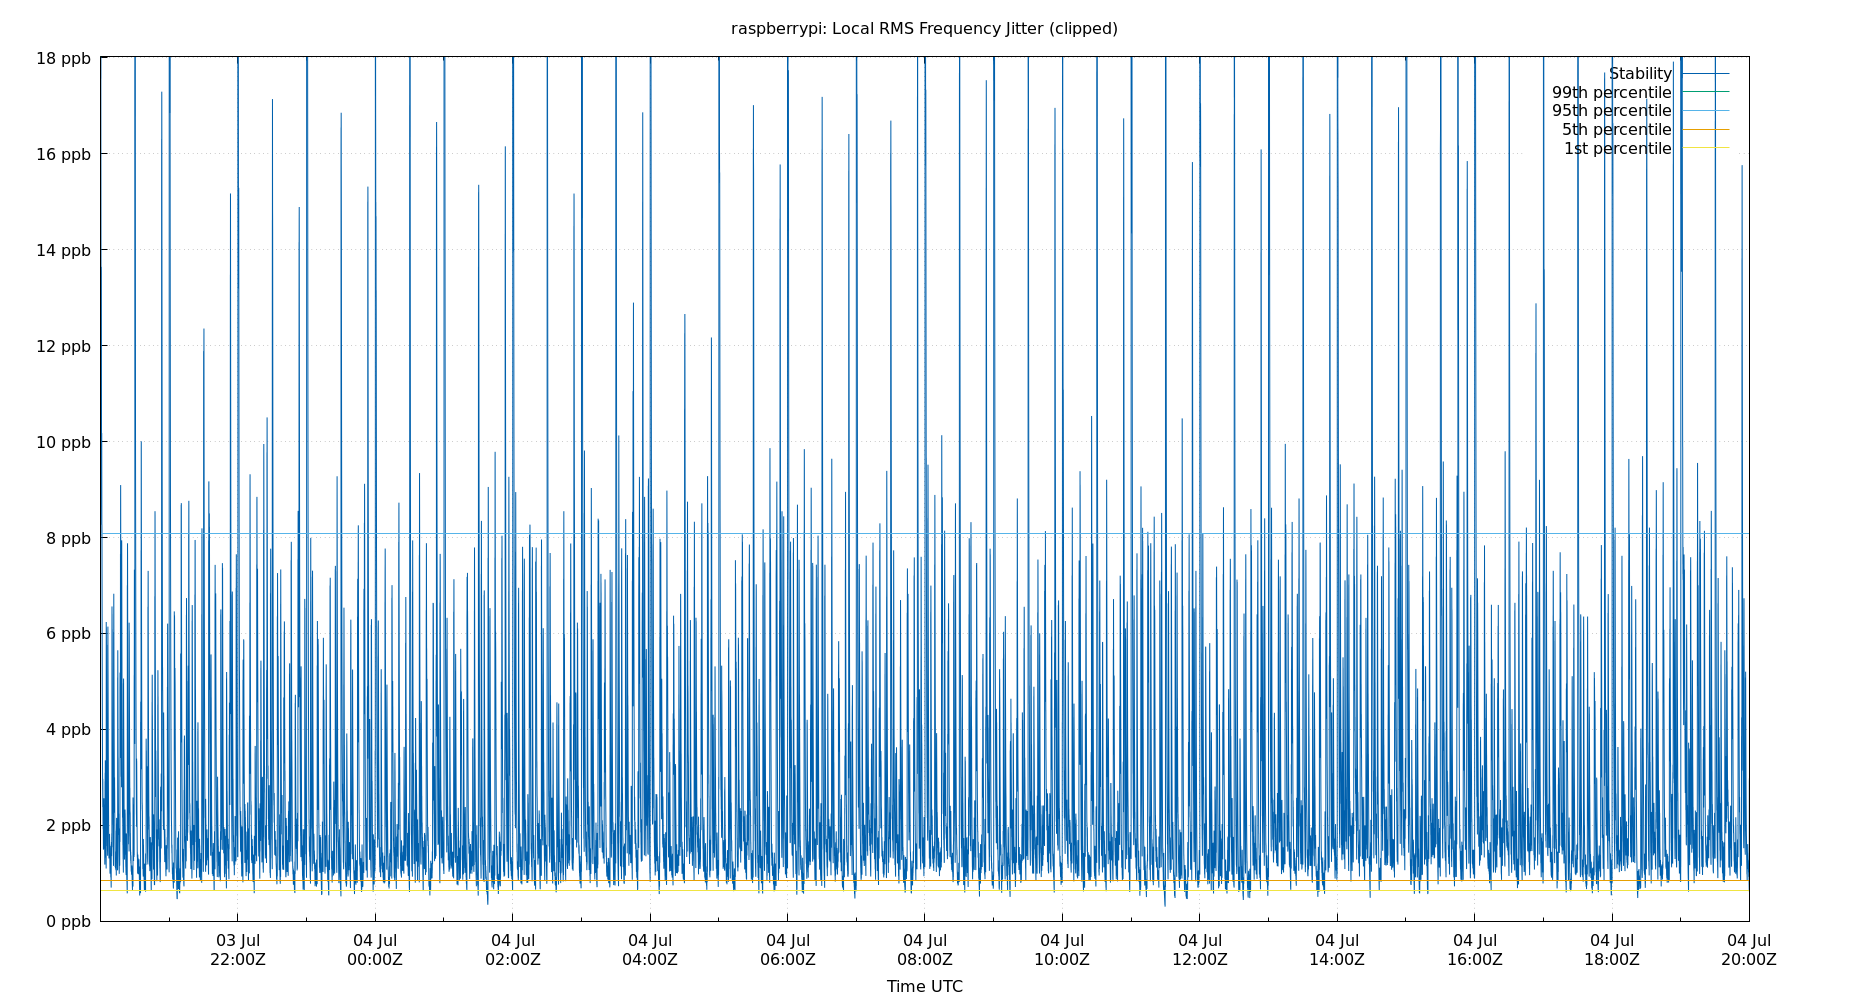 raspberrypi: Local RMS Frequency Jitter (clipped)
18 ppb
16 ppb
14 ppb
12 ppb
10 ppb
8 ppb
6 ppb
4 ppb
2 ppb
0 ppb
Stability
99th percentile
95th percentile
5th percentile
1st percentile
03 Jul 04 Jul 04 Jul 04 Jul 04 Jul 04 Jul 04 Jul 04 Jul 04 Jul 04 Jul 04 Jul 04 Jul
22:00Z 00:00Z 02:00Z 04:00Z 06:00Z 08:00Z 10:00Z 12:00Z 14:00Z 16:00Z 18:00Z 20:00Z
Time UTC